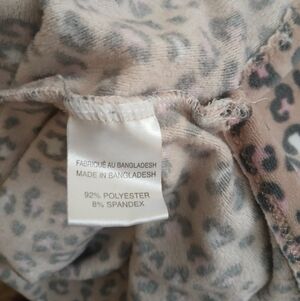 FABRIQUÉ AU BANGLADESH
MADE IN BANGLADESH
92% POLYESTER
8% SPANDEX